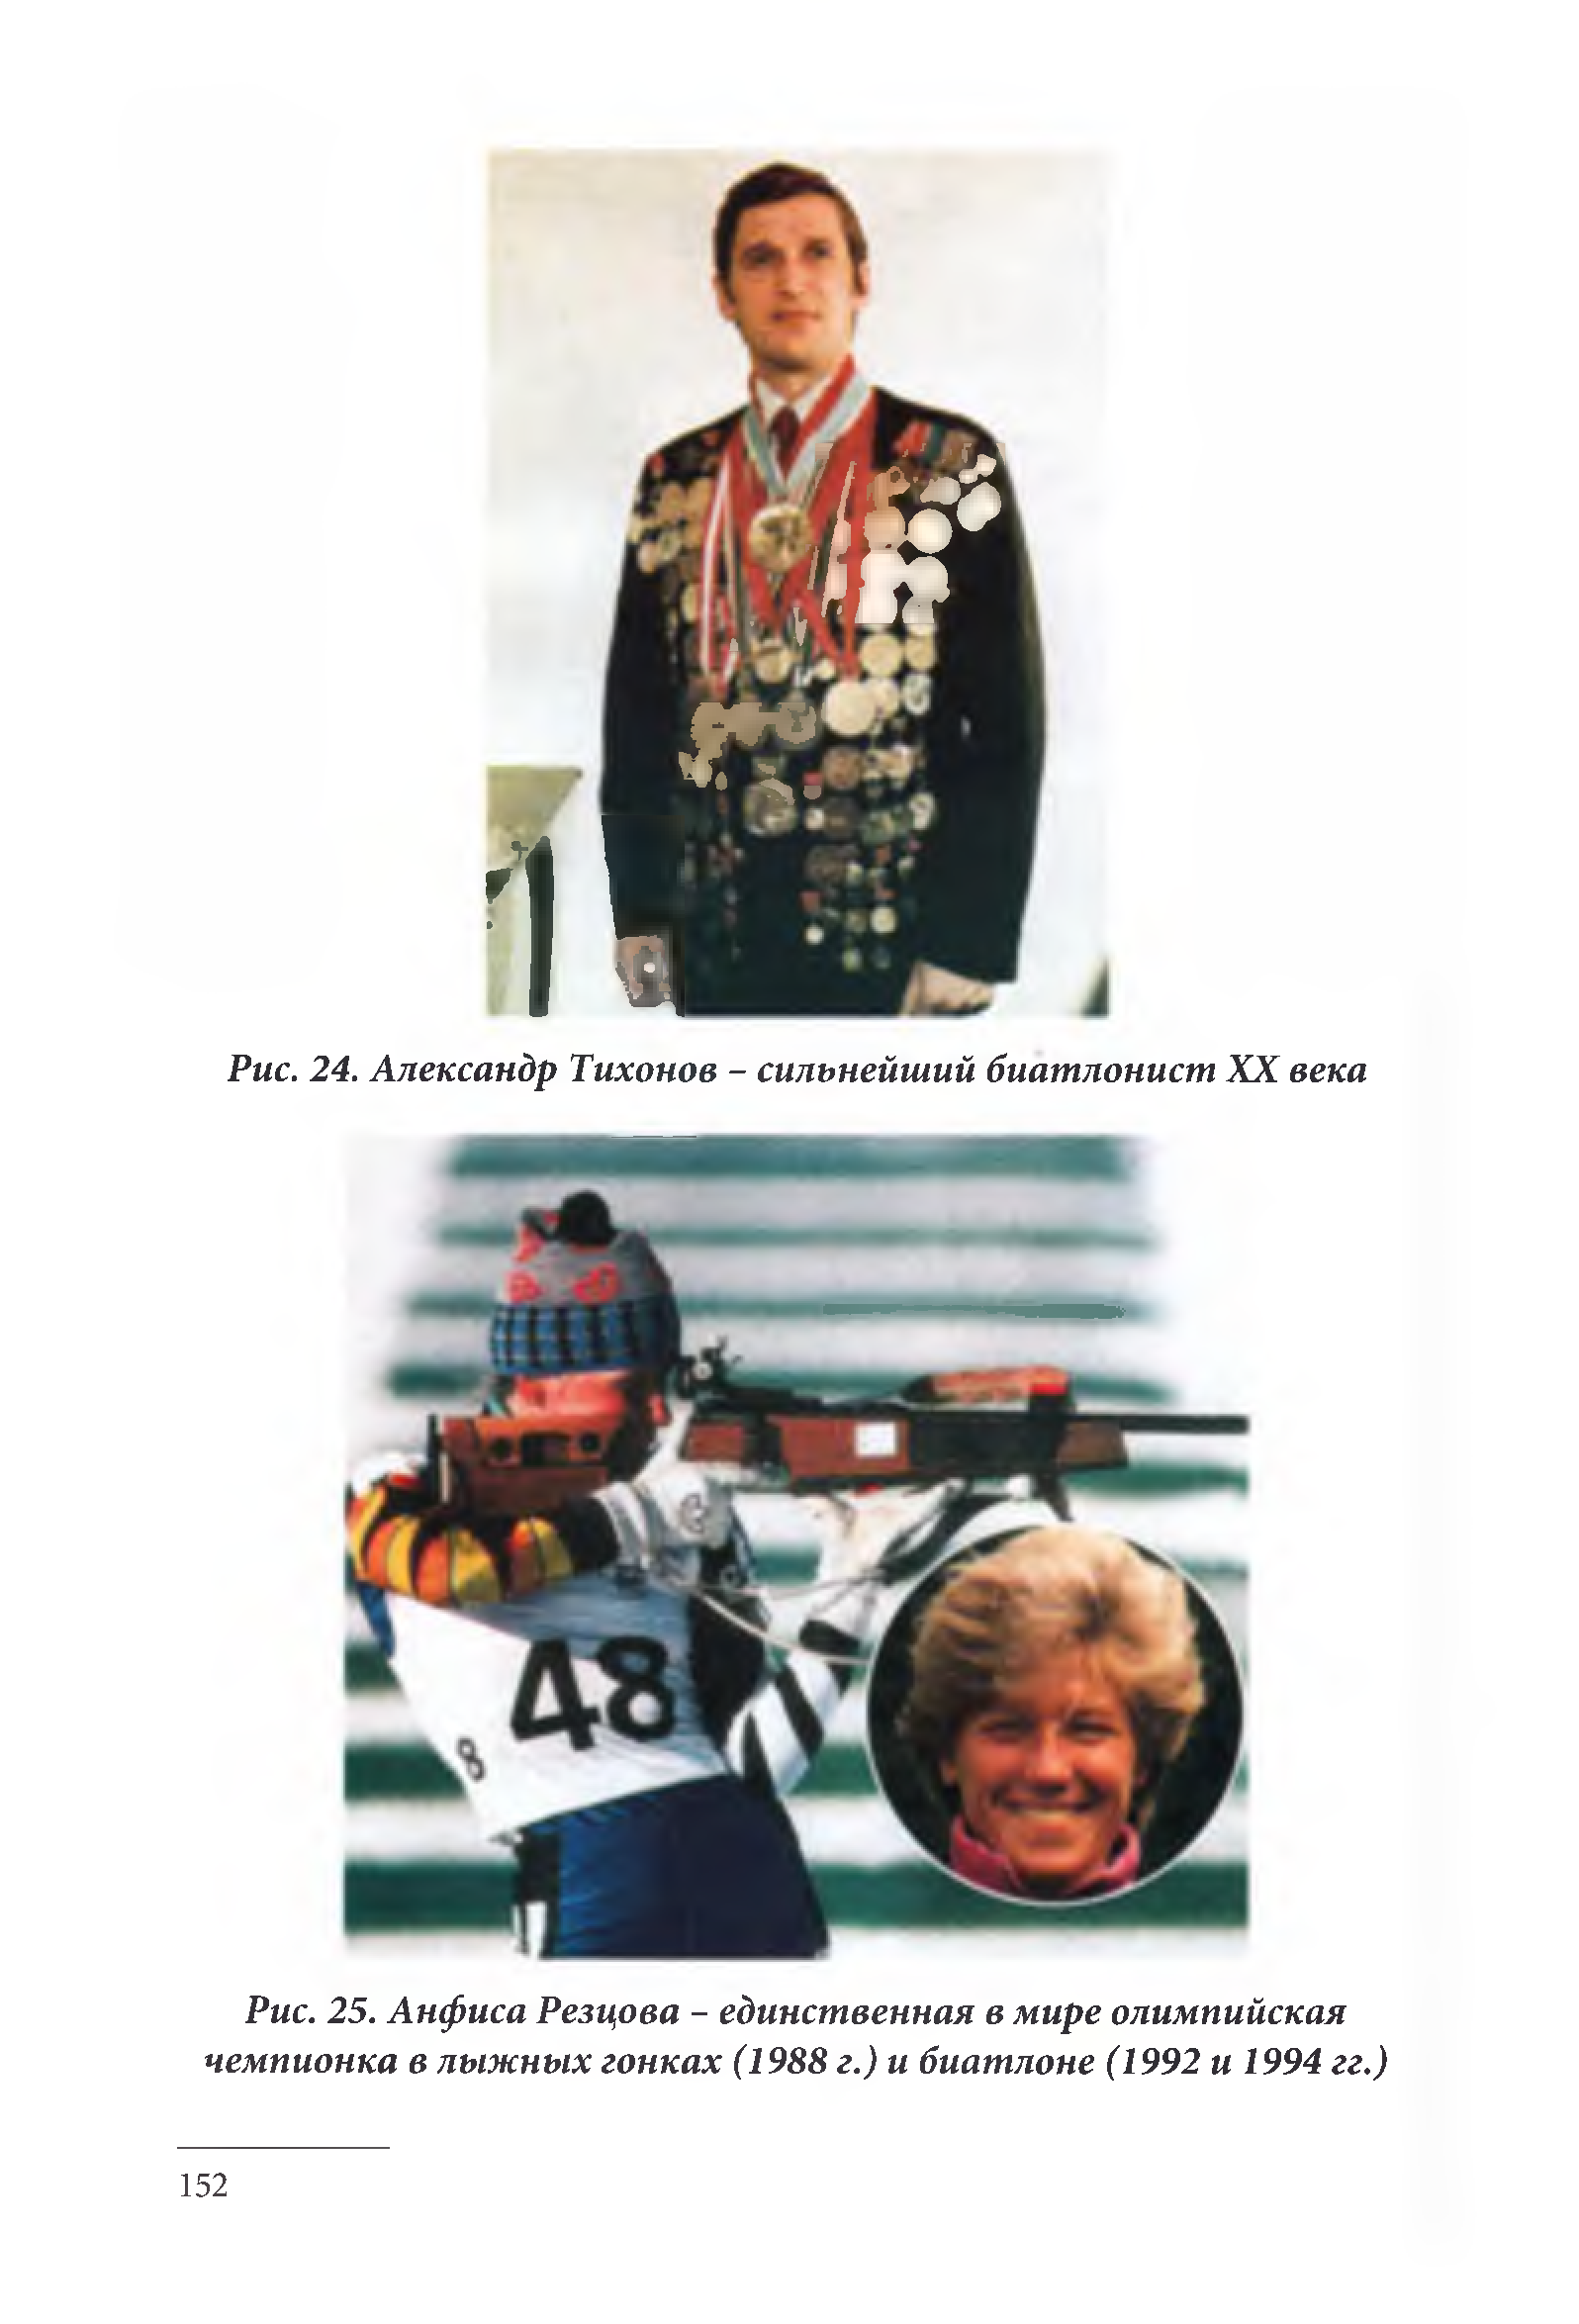 Рис. 24. Александр Тихонов – сильнейший биатлонист XX века
48
8
Рис. 25. Анфиса Резцова – единственная в мире олимпийская
чемпионка в лыжных гонках (1988 г.) и биатлоне (1992 и 1994 гг.)
152